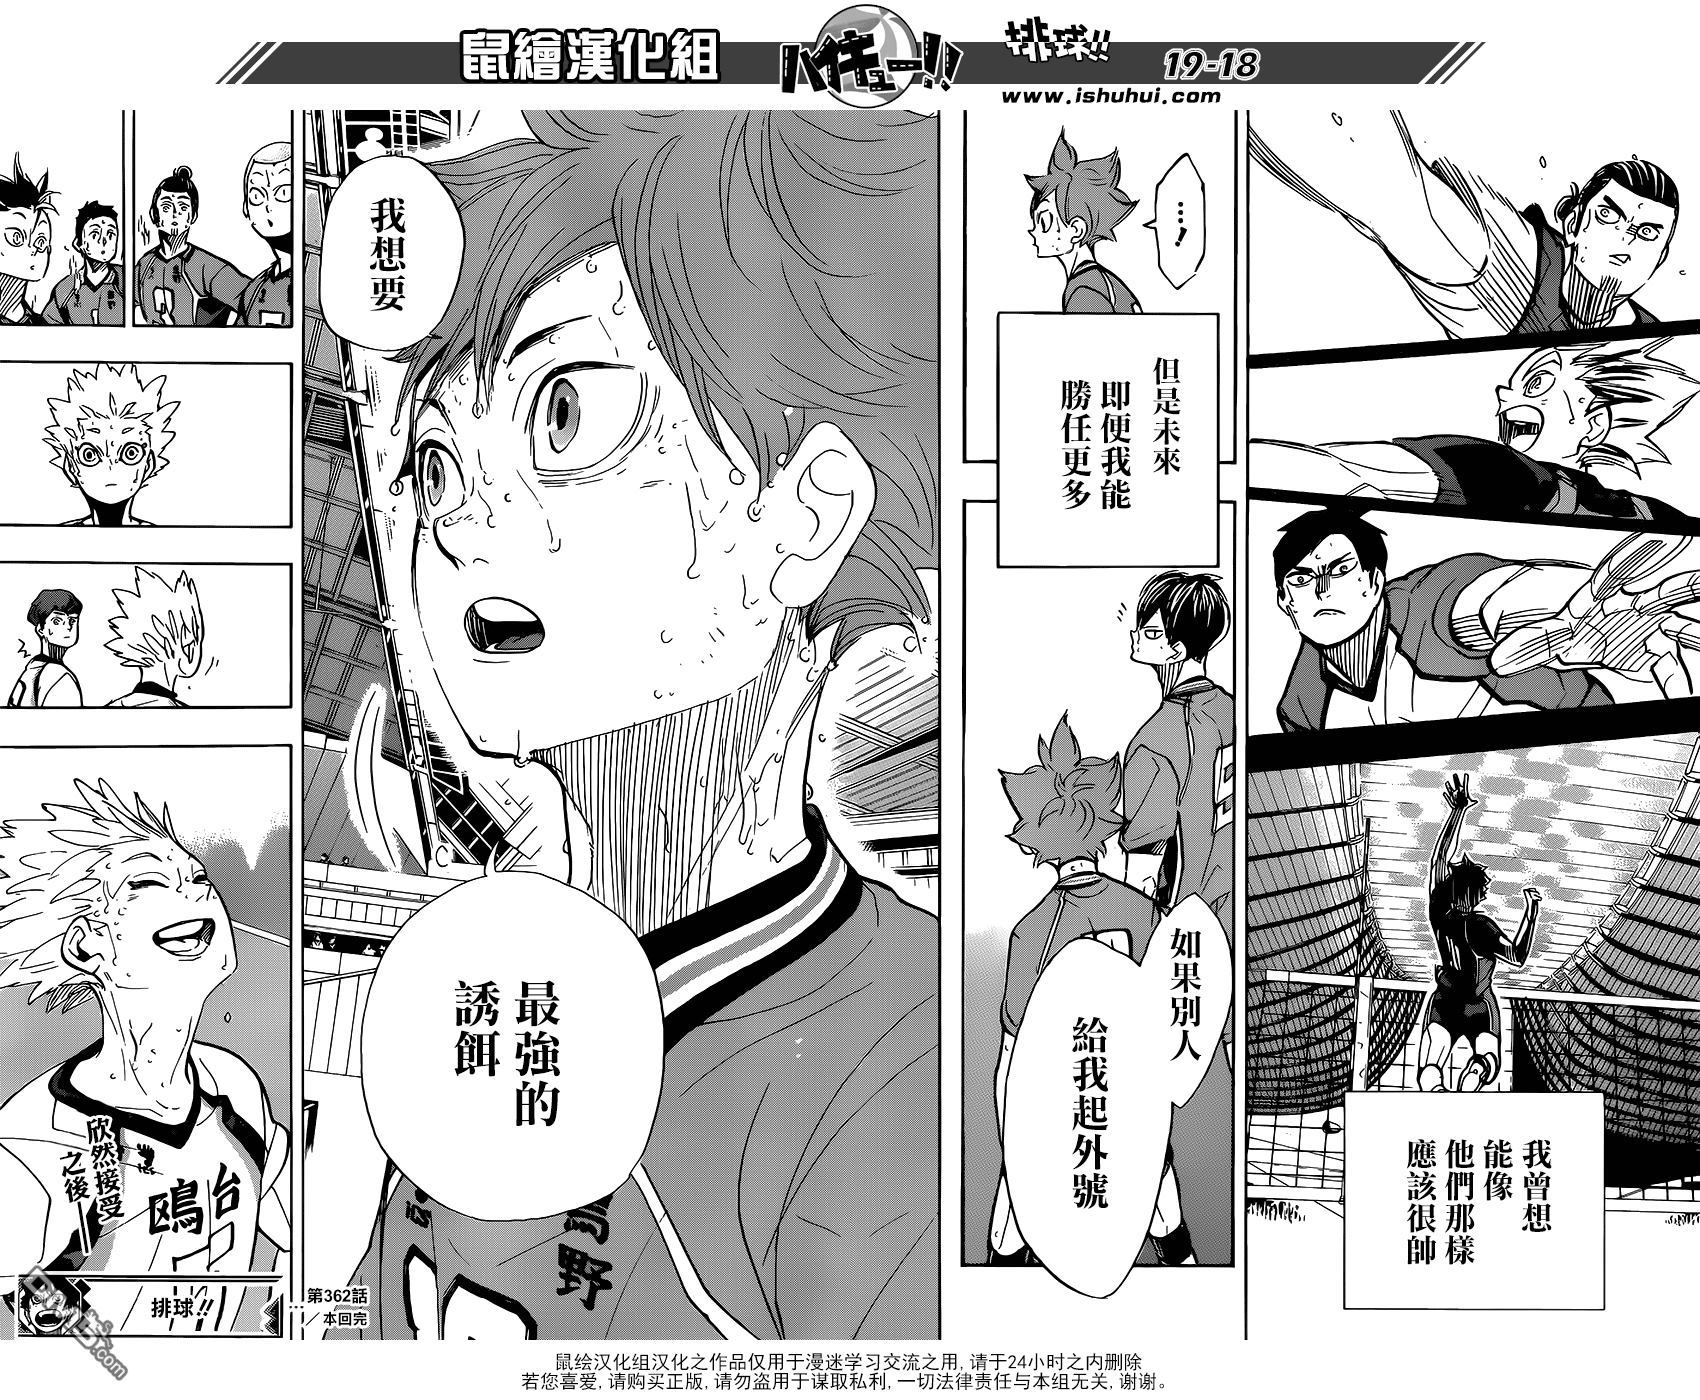 鼠繪漢化組
ハイキュー!!
排球!!
19-18
www.ishuhui.com
我曾想
能像
他們那樣
應該很帥
…!
但是未來
即便我能
勝任更多
如果別人
給我起外號
我想要
最強的
誘餌
烏野
欣然接受
之後——
鴎台
排球!!
…
第362話
／本回完
鼠绘汉化组汉化之作品仅用于漫迷学习交流之用,请于24小时之内删除
若您喜爱,请购买正版,请勿盗用于谋取私利,一切法律责任与本组无关,谢谢。